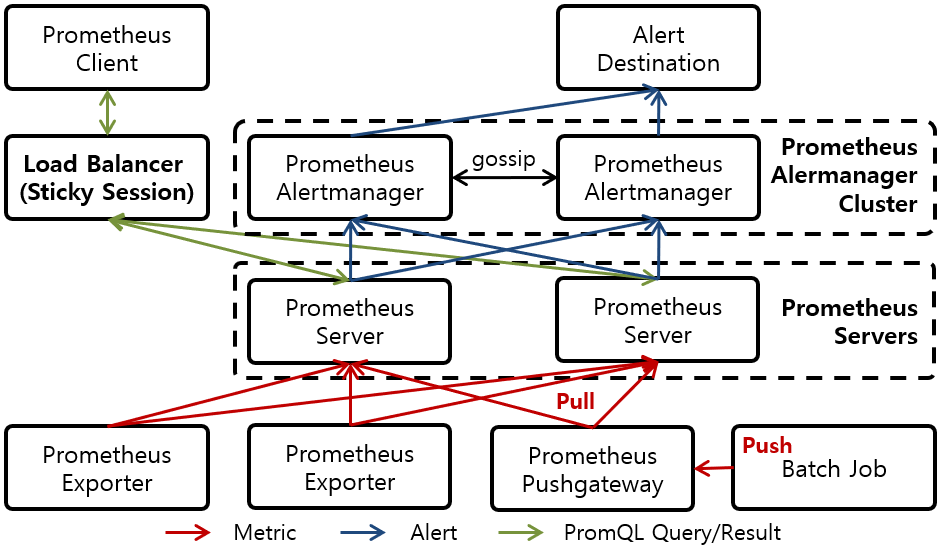 Prometheus
Client
Alert
Destination
Load Balancer
(Sticky Session)
Prometheus
Alertmanager
gossip
Prometheus
Alertmanager
Prometheus
Alermanager
Cluster
Prometheus
Server
Prometheus
Server
Prometheus
Servers
Pull
Prometheus
Exporter
Prometheus
Exporter
Prometheus
Pushgateway
Push
Batch Job
Metric
Alert
PromQL Query/Result